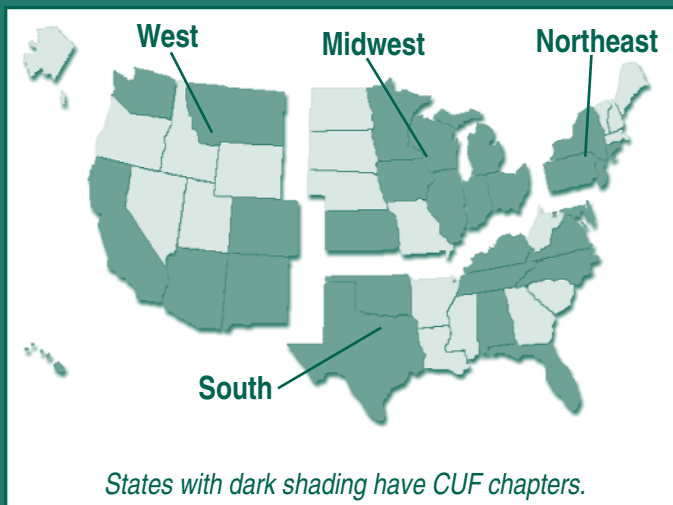 West
Midwest
Northeast
South
States with dark shading have CUF chapters.